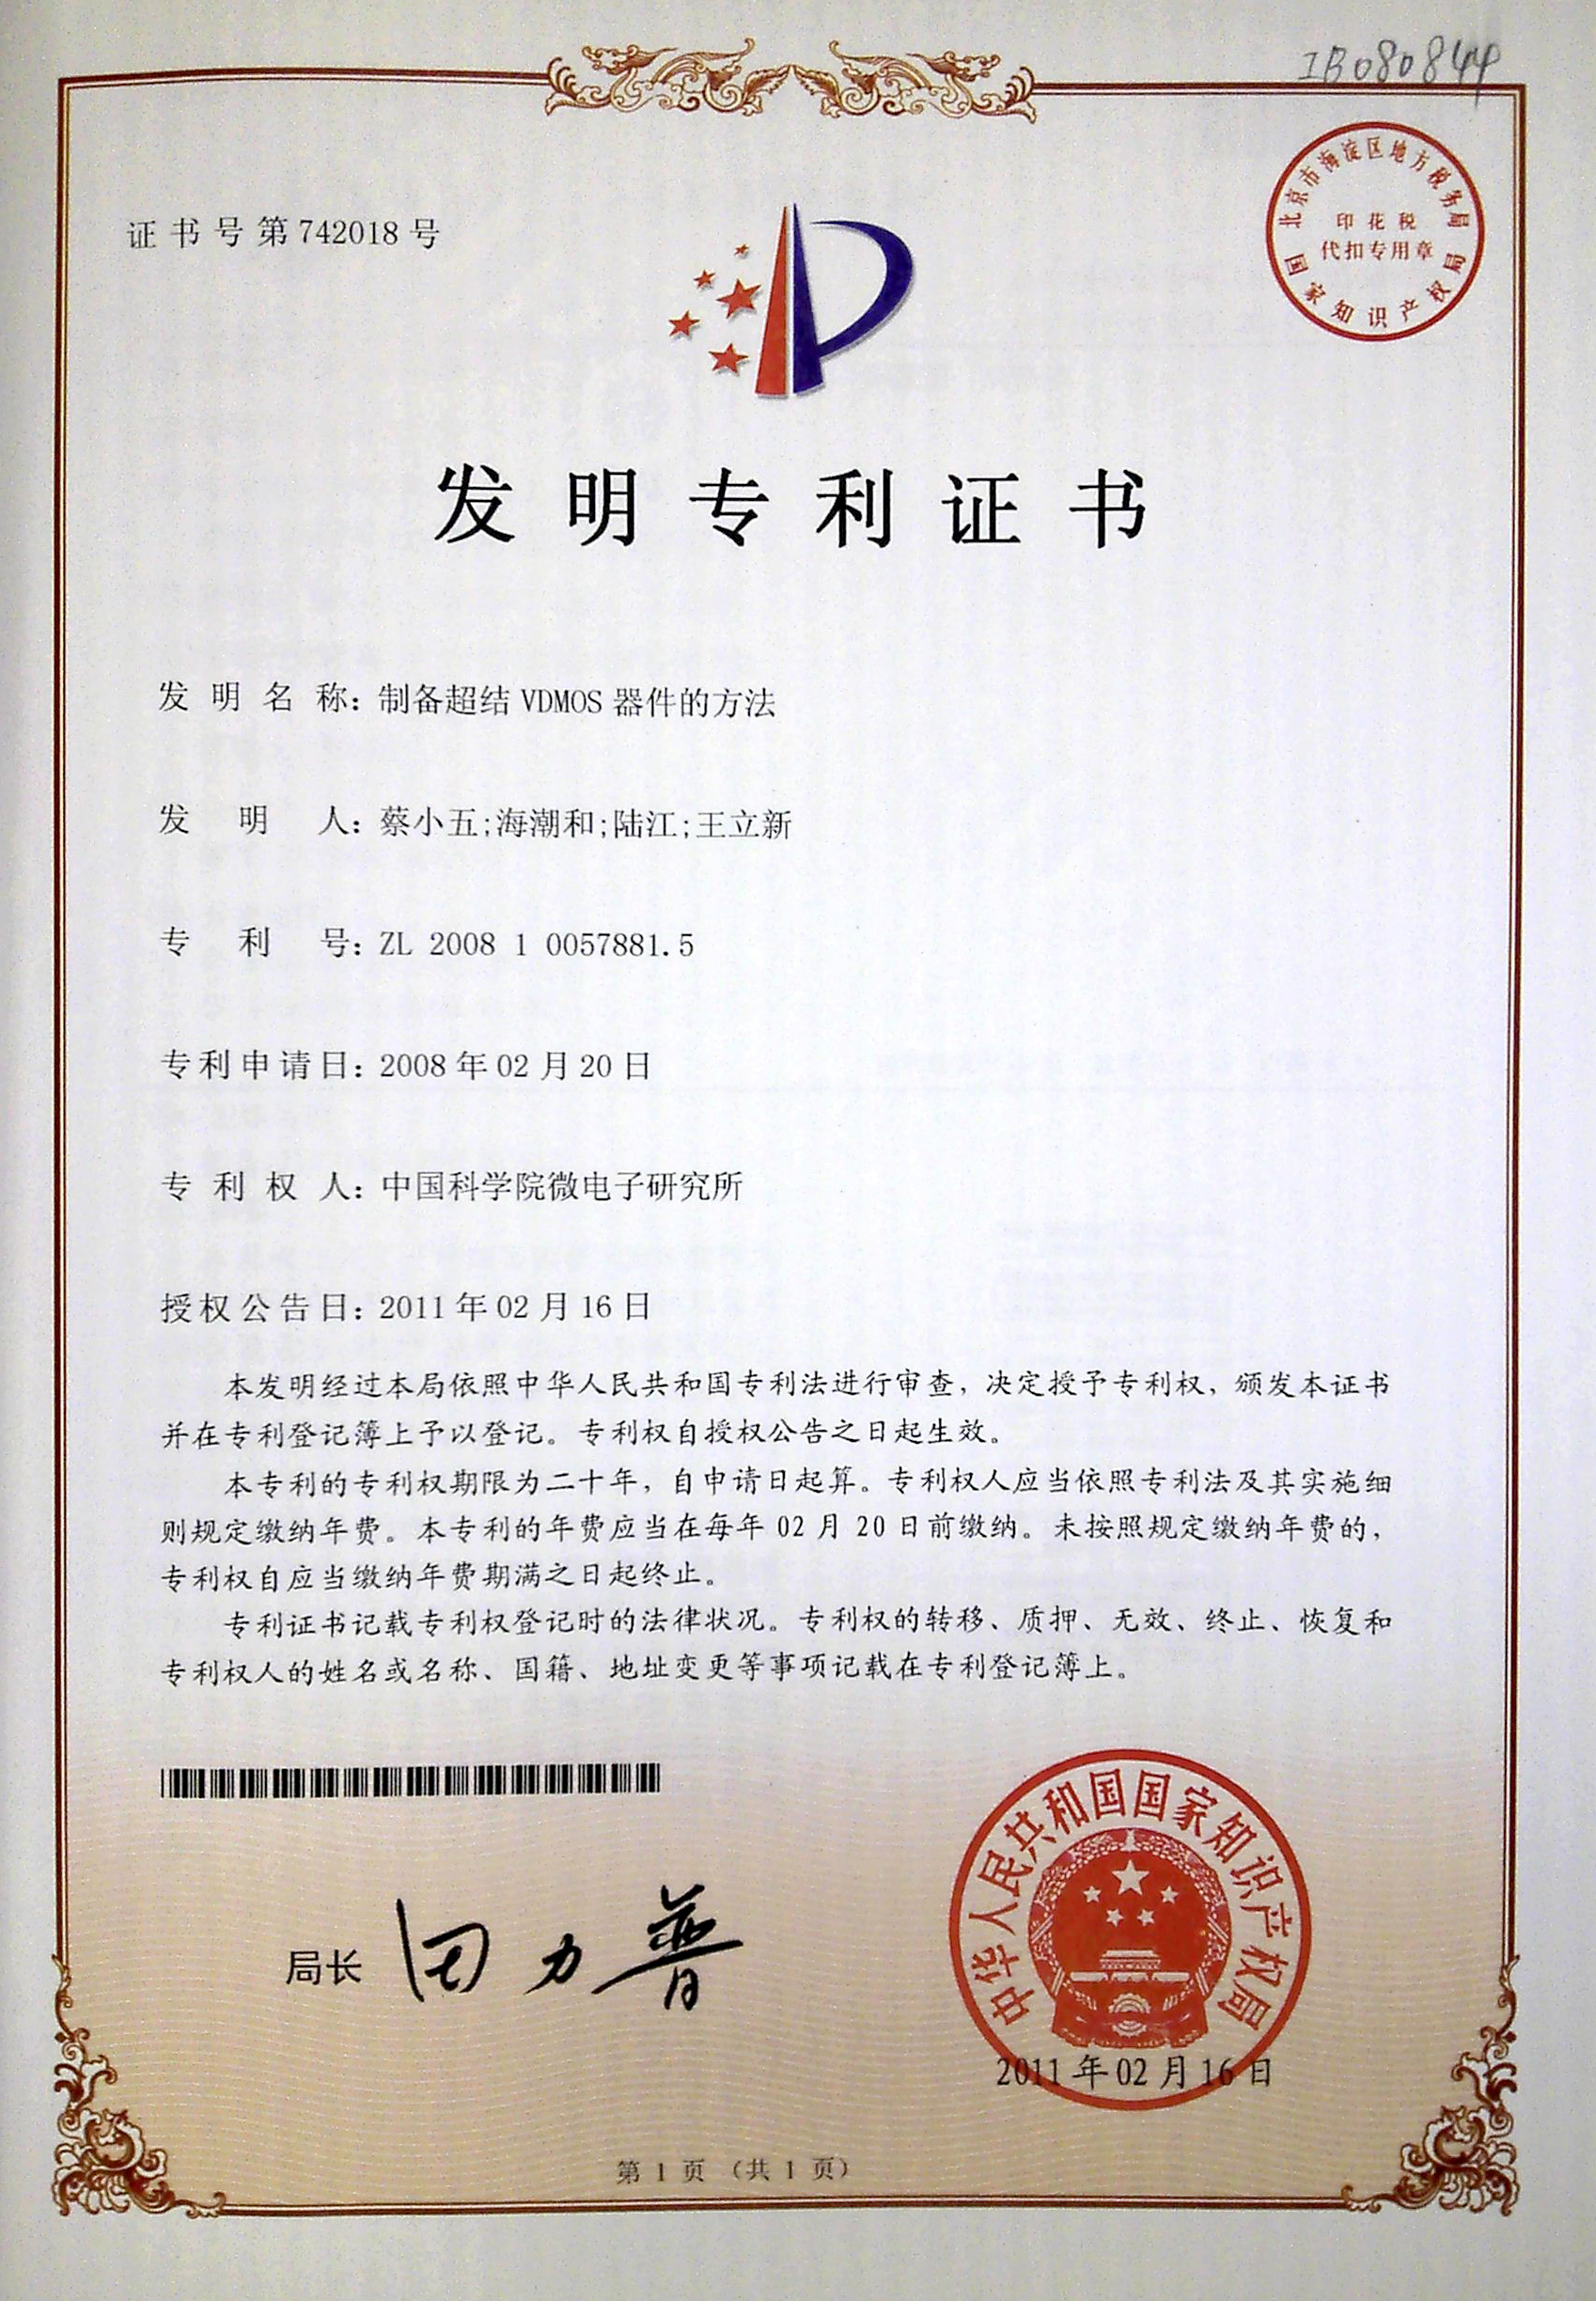 IB080844
北京市海淀区地方税务局
印花税
代扣专用章
国家知识产权局
证书号第742018号
发明专利证书
发明名称：制备超结VDMOS器件的方法
发明人：蔡小五;海潮和;陆江;王立新
专利号：ZL 2008 1 0057881.5
专利申请日：2008年02月20日
专利权人：中国科学院微电子研究所
授权公告日：2011年02月16日
本发明经过本局依照中华人民共和国专利法进行审查，决定授予专利权，颁发本证书
并在专利登记簿上予以登记。专利权自授权公告之日起生效。
本专利的专利权期限为二十年，自申请日起算。专利权人应当依照专利法及其实施细
则规定缴纳年费。本专利的年费应当在每年02月20日前缴纳。未按照规定缴纳年费的，
专利权自应当缴纳年费期满之日起终止。
专利证书记载专利权登记时的法律状况。专利权的转移、质押、无效、终止、恢复和
专利权人的姓名或名称、国籍、地址变更等事项记载在专利登记簿上。
局长 田力普
中华人民共和国国家知识产权局
2011年02月16日
第1页（共1页）